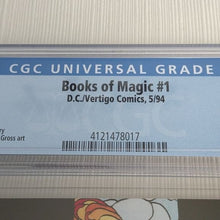 CGC UNIVERSAL GRADE
Books of Magic #1
D.C./Vertigo Comics, 5/94
Gross art
4121478017